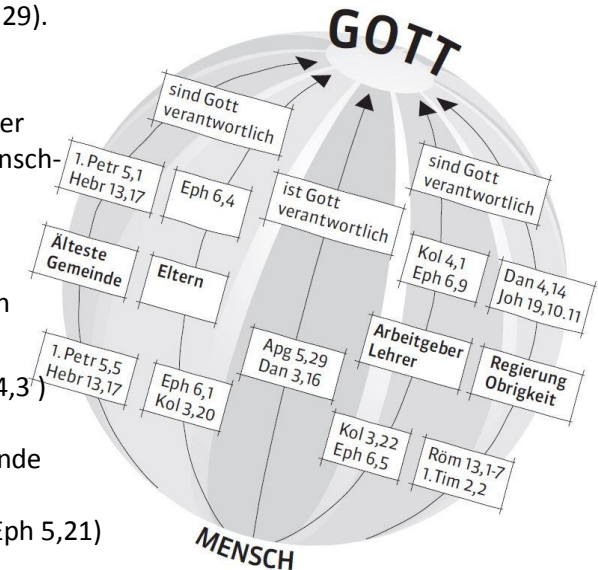 29).
er
nsch-
n
4,3 )
nde
Eph 5,21)
GOTT
sind Gott
verantwortlich
1. Petr 5,1
Hebr 13,17
Eph 6,4
ist Gott
verantwortlich
sind Gott
verantwortlich
Älteste
Gemeinde
Eltern
Kol 4,1
Eph 6,9
Dan 4,14
Joh 19,10.11
1. Petr 5,5
Hebr 13,17
Eph 6,1
Kol 3,20
Apg 5,29
Dan 3,16
Arbeitgeber
Lehrer
Regierung
Obrigkeit
Kol 3,22
Eph 6,5
Röm 13,1-7
1.Tim 2,2
MENSCH